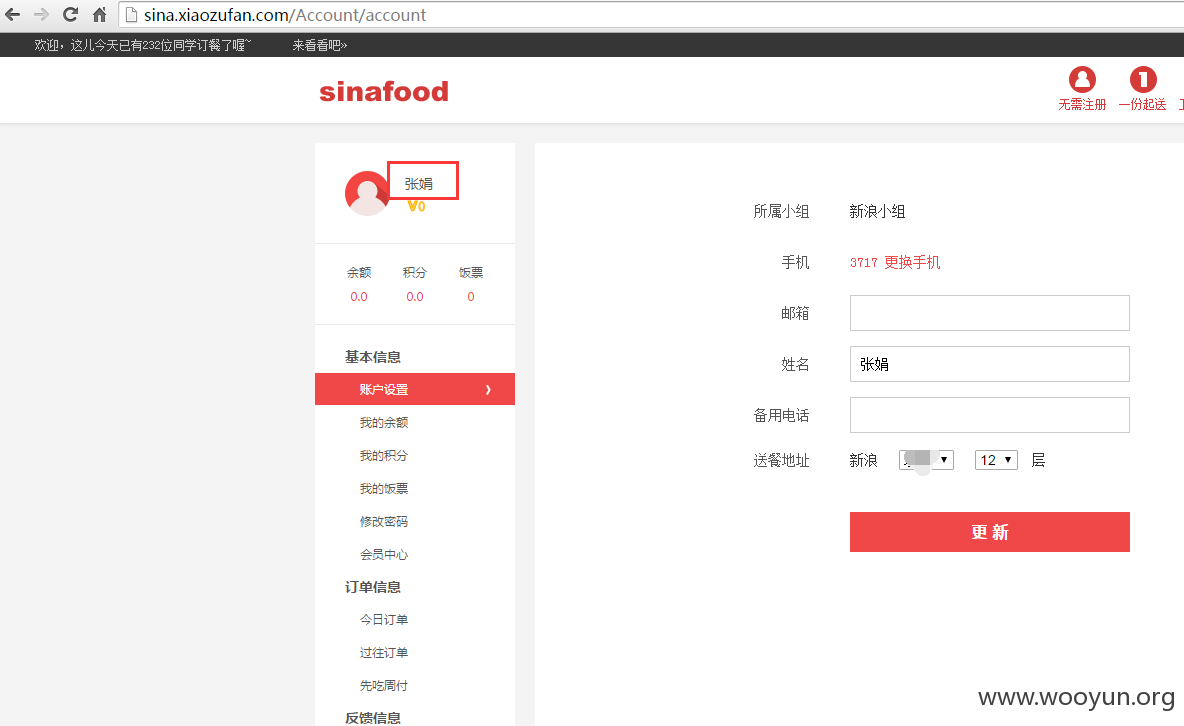 sina.xiaozufan.com/Account/account
欢迎，这儿今天已有232位同学订餐了喔~ 来看看吧»
sinafood
无需注册 一份起送
张娟
V0
余额 积分 饭票
0.0 0.0 0
基本信息
账户设置 ›
我的余额
我的积分
我的饭票
修改密码
会员中心
订单信息
今日订单
过往订单
先吃周付
反馈信息
所属小组 新浪小组
手机 3717 更换手机
邮箱
姓名 张娟
备用电话
送餐地址 新浪 12 层
更 新
www.wooyun.org